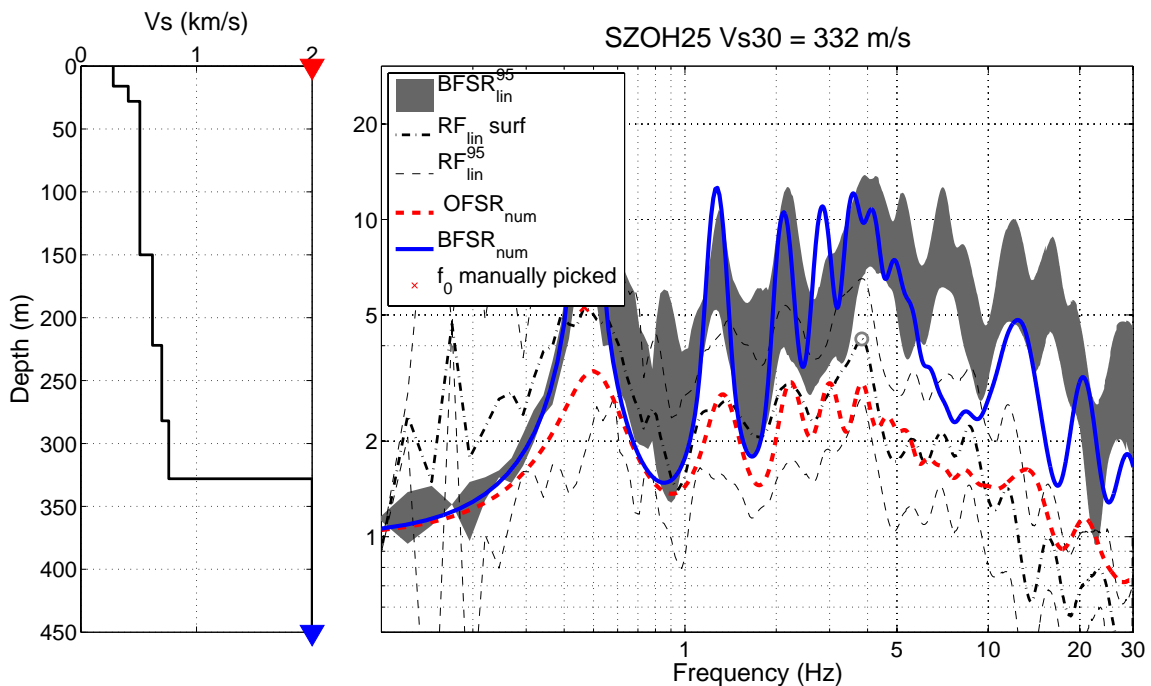 Vs (km/s)
0 1 2
0
50
100
150
200
250
300
350
400
450
Depth (m)
SZOH25 Vs30 = 332 m/s
BFSR95lin
RFlin surf
RF95lin
OFSRnum
BFSRnum
f0 manually picked
20
10
5
2
1
1 5 10 20 30
Frequency (Hz)